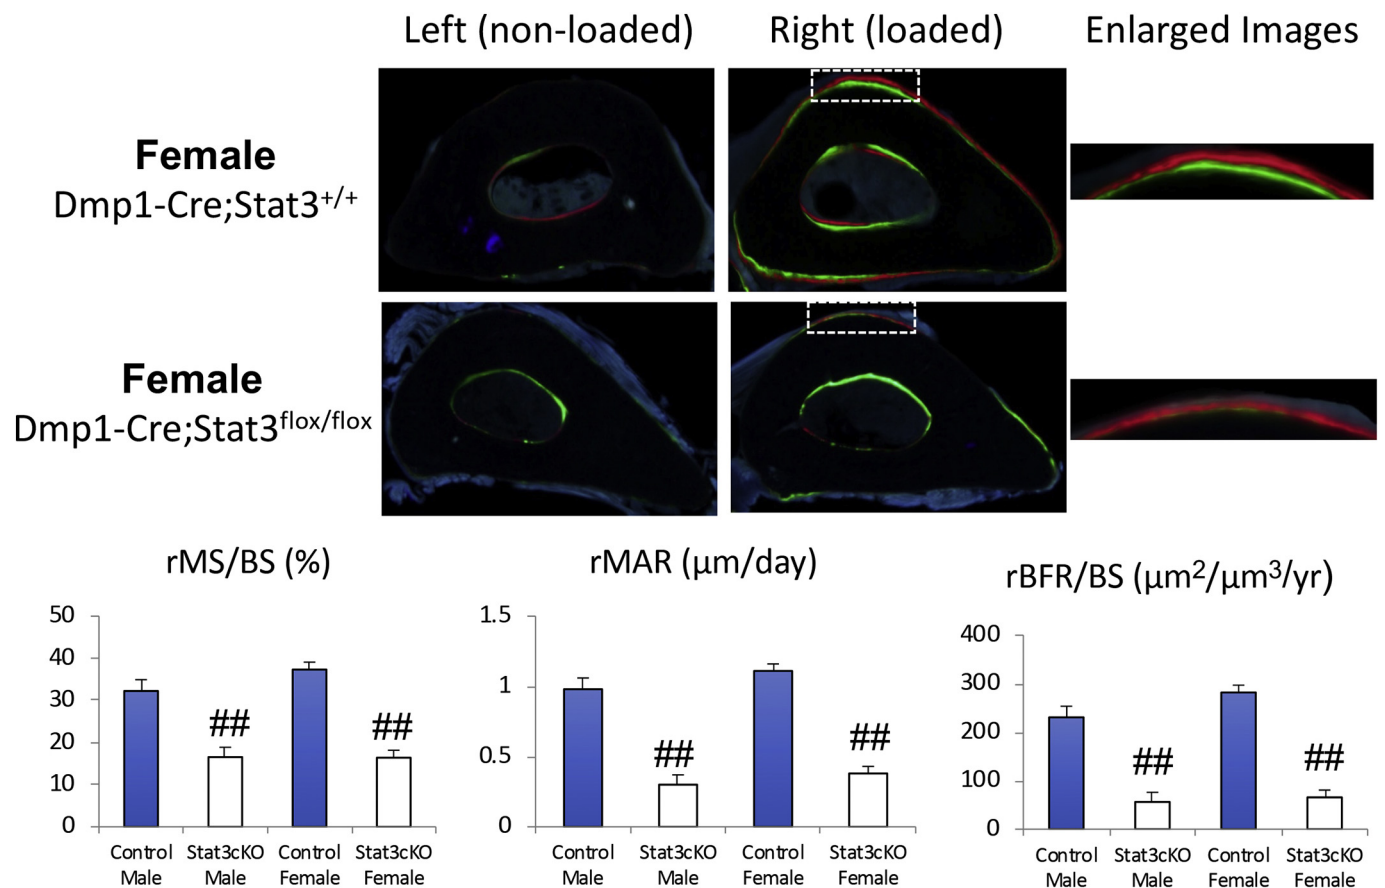 Left (non-loaded)
Right (loaded)
Enlarged Images
Female
Dmp1-Cre;Stat3+/+
Female
Dmp1-Cre;Stat3flox/flox
rMS/BS (%)
50
40
30
20
10
0
##
##
Control Male
Stat3cKO Male
Control Female
Stat3cKO Female
rMAR (μm/day)
1.5
1
0.5
0
##
##
Control Male
Stat3cKO Male
Control Female
Stat3cKO Female
rBFR/BS (μm²/μm³/yr)
400
300
200
100
0
##
##
Control Male
Stat3cKO Male
Control Female
Stat3cKO Female